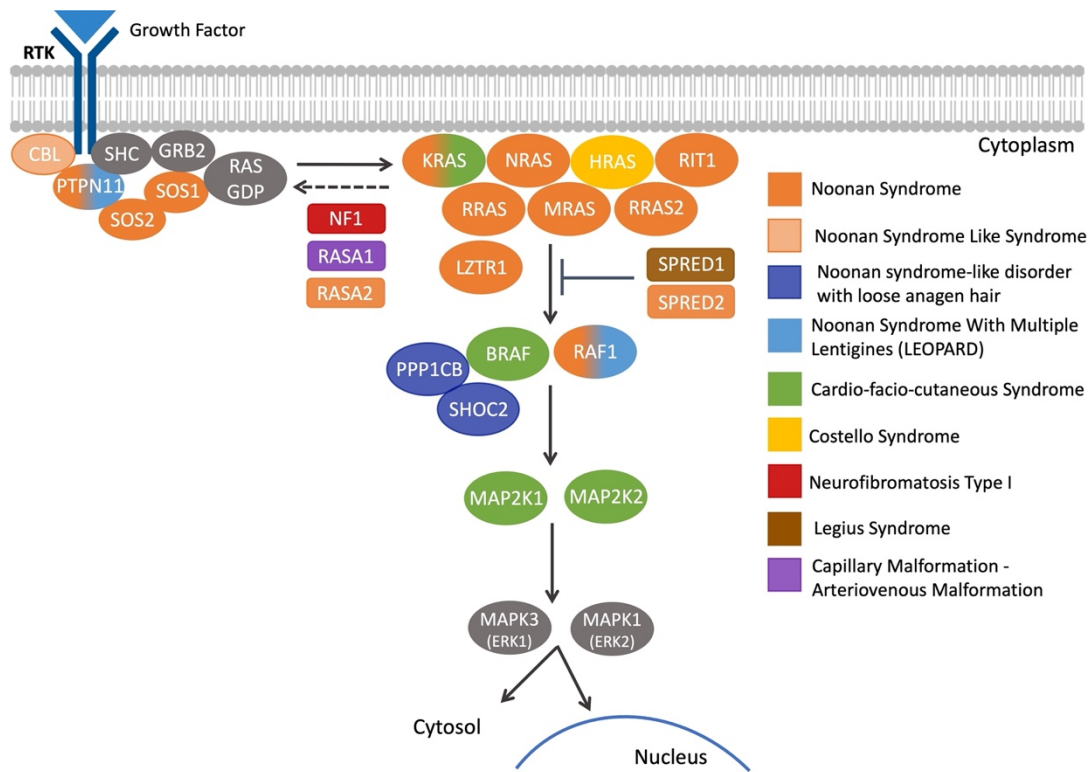 Growth Factor
RTK
Cytoplasm
CBL
SHC
GRB2
RAS
GDP
PTPN11
SOS1
SOS2
KRAS
NRAS
HRAS
RIT1
RRAS
MRAS
RRAS2
NF1
RASA1
RASA2
LZTR1
SPRED1
SPRED2
BRAF
RAF1
PPP1CB
SHOC2
MAP2K1
MAP2K2
MAPK3
(ERK1)
MAPK1
(ERK2)
Cytosol
Nucleus
Noonan Syndrome
Noonan Syndrome Like Syndrome
Noonan syndrome-like disorder
with loose anagen hair
Noonan Syndrome With Multiple
Lentigines (LEOPARD)
Cardio-facio-cutaneous Syndrome
Costello Syndrome
Neurofibromatosis Type I
Legius Syndrome
Capillary Malformation -
Arteriovenous Malformation